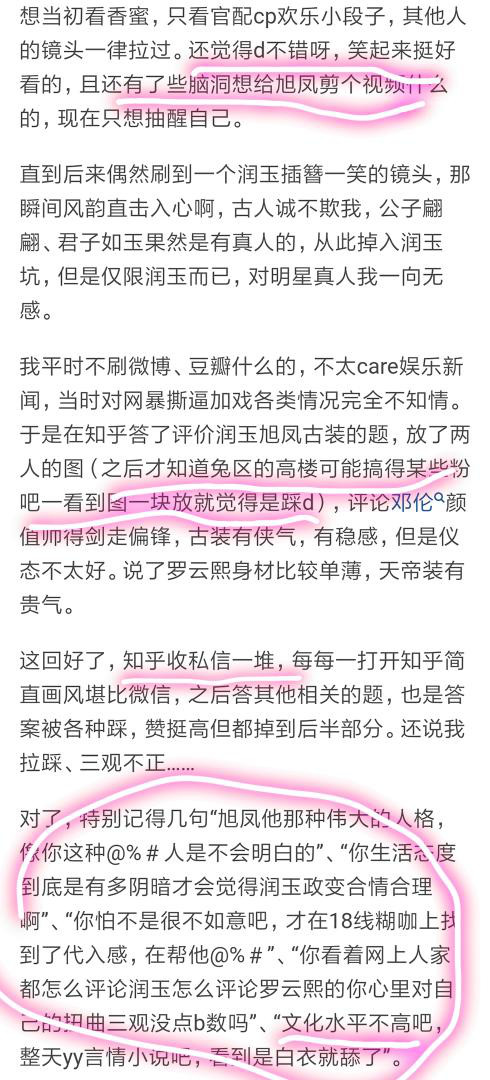 想当初看香蜜，只看官配cp欢乐小段子，其他人
的镜头一律拉过。还觉得d不错呀，笑起来挺好
看的，且还有了些脑洞想给旭凤剪个视频什么
的，现在只想抽醒自己。
直到后来偶然刷到一个润玉插簪一笑的镜头，那
瞬间风韵直击入心啊，古人诚不欺我，公子翩
翩、君子如玉果然是有真人的，从此掉入润玉
坑，但是仅限润玉而已，对明星真人我一向无
感。
我平时不刷微博、豆瓣什么的，不太care娱乐新
闻，当时对网暴撕逼加戏各类情况完全不知情。
于是在知乎答了评价润玉旭凤古装的题，放了两
人的图（之后才知道兔区的高楼可能搞得某些粉
吧一看到图一块放就觉得是踩d），评论邓伦颜
值帅得剑走偏锋，古装有侠气，有稳感，但是仪
态不太好。说了罗云熙身材比较单薄，天帝装有
贵气。
这回好了，知乎收私信一堆，每每一打开知乎简
直画风堪比微信，之后答其他相关的题，也是答
案被各种踩，赞挺高但都掉到后半部分。还说我
拉踩、三观不正……
对了，特别记得几句“旭凤他那种伟大的人格，
像你这种@%＃人是不会明白的”、“你生活态度
到底是有多阴暗才会觉得润玉政变合情合理
啊”、“你怕不是很不如意吧，才在18线糊咖上找
到了代入感，在帮他@%＃”、“你看着网上人家
都怎么评论润玉怎么评论罗云熙的你心里对自
己的扭曲三观没点b数吗”、“文化水平不高吧，
整天yy言情小说吧，看到是白衣就舔了”。